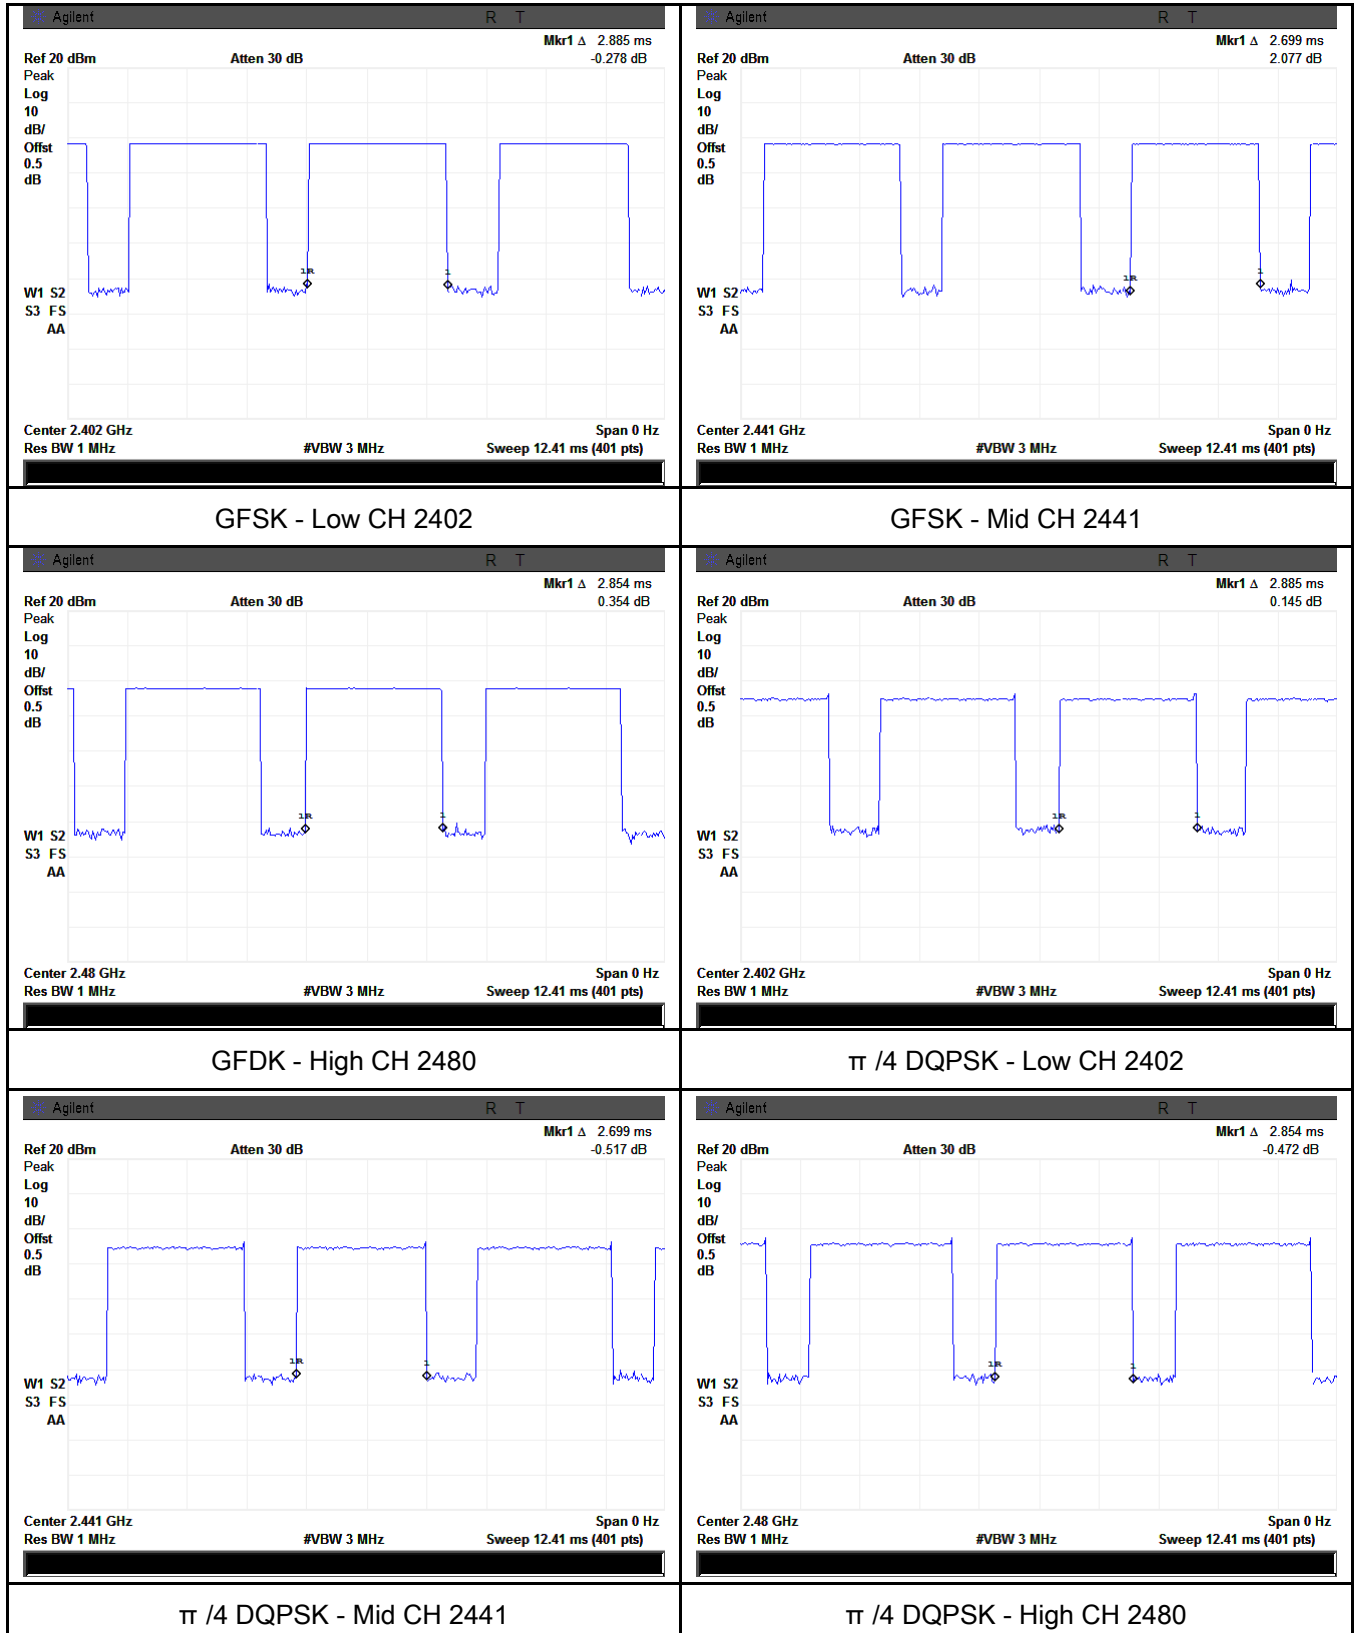 Agilent R T
Mkr1 Δ 2.885 ms
Ref 20 dBm Atten 30 dB -0.278 dB
Peak
Log
10
dB/
Offst
0.5
dB
1R
1
W1 S2
S3 FS
AA
Center 2.402 GHz Span 0 Hz
Res BW 1 MHz #VBW 3 MHz Sweep 12.41 ms (401 pts)
GFSK - Low CH 2402
Agilent R T
Mkr1 Δ 2.699 ms
Ref 20 dBm Atten 30 dB 2.077 dB
Peak
Log
10
dB/
Offst
0.5
dB
1R
1
W1 S2
S3 FS
AA
Center 2.441 GHz Span 0 Hz
Res BW 1 MHz #VBW 3 MHz Sweep 12.41 ms (401 pts)
GFSK - Mid CH 2441
Agilent R T
Mkr1 Δ 2.854 ms
Ref 20 dBm Atten 30 dB 0.354 dB
Peak
Log
10
dB/
Offst
0.5
dB
1R
1
W1 S2
S3 FS
AA
Center 2.48 GHz Span 0 Hz
Res BW 1 MHz #VBW 3 MHz Sweep 12.41 ms (401 pts)
GFDK - High CH 2480
Agilent R T
Mkr1 Δ 2.885 ms
Ref 20 dBm Atten 30 dB 0.145 dB
Peak
Log
10
dB/
Offst
0.5
dB
1R
1
W1 S2
S3 FS
AA
Center 2.402 GHz Span 0 Hz
Res BW 1 MHz #VBW 3 MHz Sweep 12.41 ms (401 pts)
π /4 DQPSK - Low CH 2402
Agilent R T
Mkr1 Δ 2.699 ms
Ref 20 dBm Atten 30 dB -0.517 dB
Peak
Log
10
dB/
Offst
0.5
dB
1R
1
W1 S2
S3 FS
AA
Center 2.441 GHz Span 0 Hz
Res BW 1 MHz #VBW 3 MHz Sweep 12.41 ms (401 pts)
π /4 DQPSK - Mid CH 2441
Agilent R T
Mkr1 Δ 2.854 ms
Ref 20 dBm Atten 30 dB -0.472 dB
Peak
Log
10
dB/
Offst
0.5
dB
1R
1
W1 S2
S3 FS
AA
Center 2.48 GHz Span 0 Hz
Res BW 1 MHz #VBW 3 MHz Sweep 12.41 ms (401 pts)
π /4 DQPSK - High CH 2480